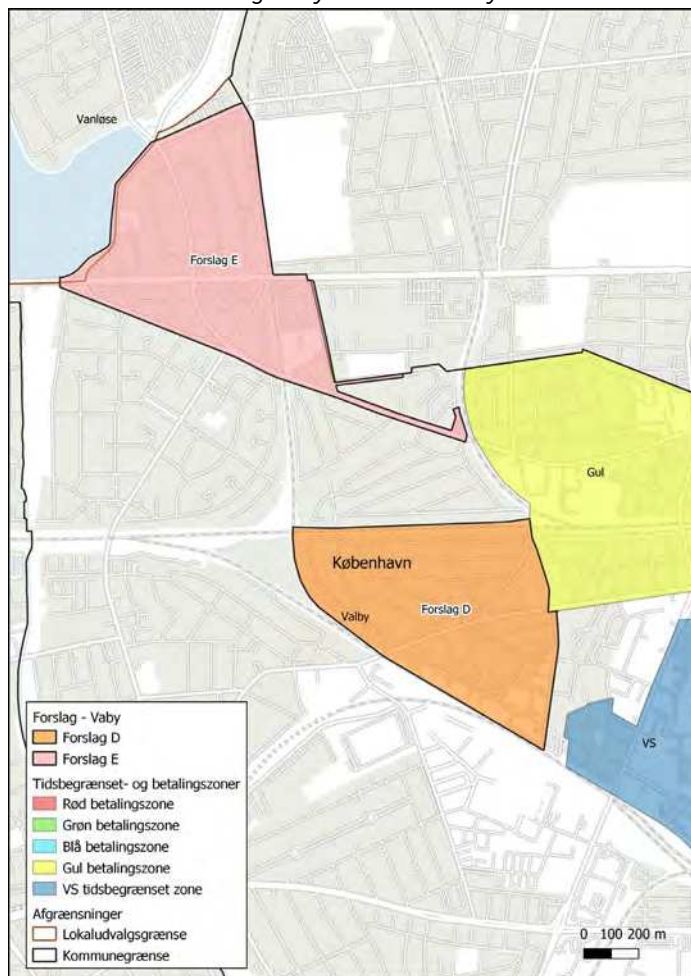 Vanløse
Forslag E
Gul
København
Valby
Forslag D
VS
Forslag - Vaby
Forslag D
Forslag E
Tidsbegrænset- og betalingszoner
Rød betalingszone
Grøn betalingszone
Blå betalingszone
Gul betalingszone
VS tidsbegrænset zone
Afgrænsninger
Lokaludvalgsgrænse
Kommunegrænse
0 100 200 m